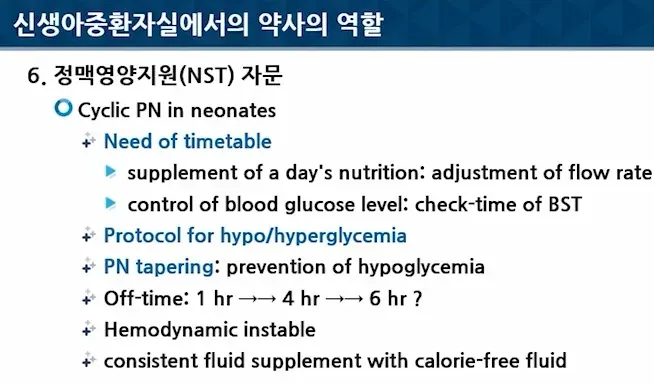 신생아중환자실에서의 약사의 역할
6. 정맥영양지원(NST) 자문
Cyclic PN in neonates
Need of timetable
supplement of a day's nutrition: adjustment of flow rate
control of blood glucose level: check-time of BST
Protocol for hypo/hyperglycemia
PN tapering: prevention of hypoglycemia
Off-time: 1 hr →→ 4 hr →→ 6 hr ?
Hemodynamic instable
consistent fluid supplement with calorie-free fluid